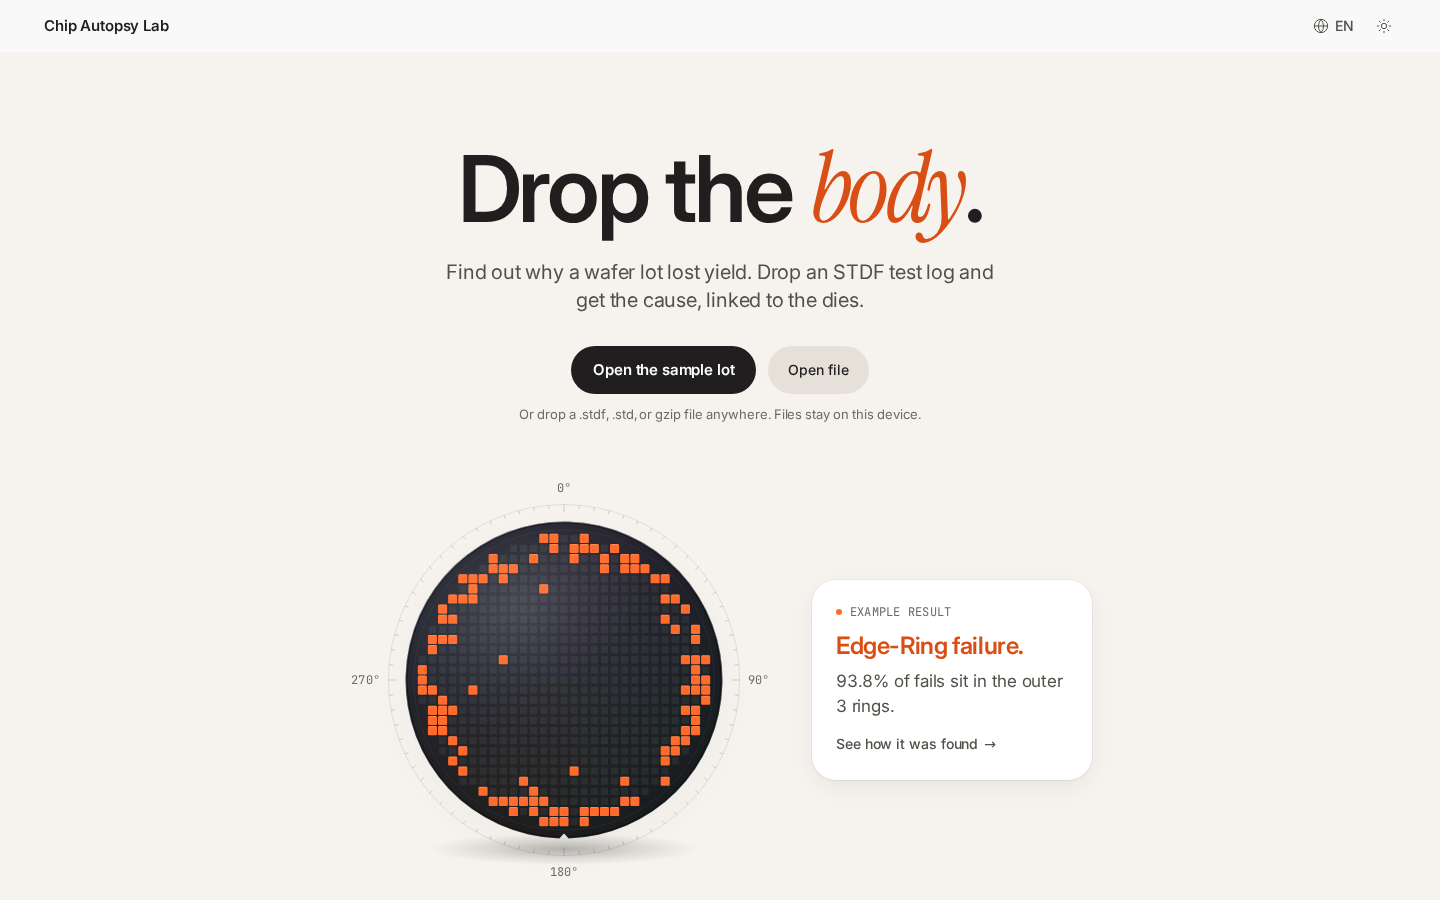 Chip Autopsy Lab
EN
Drop the body.
Find out why a wafer lot lost yield. Drop an STDF test log and
get the cause, linked to the dies.
Open the sample lot
Open file
Or drop a .stdf, .std, or gzip file anywhere. Files stay on this device.
0°
270°
90°
180°
EXAMPLE RESULT
Edge-Ring failure.
93.8% of fails sit in the outer
3 rings.
See how it was found →